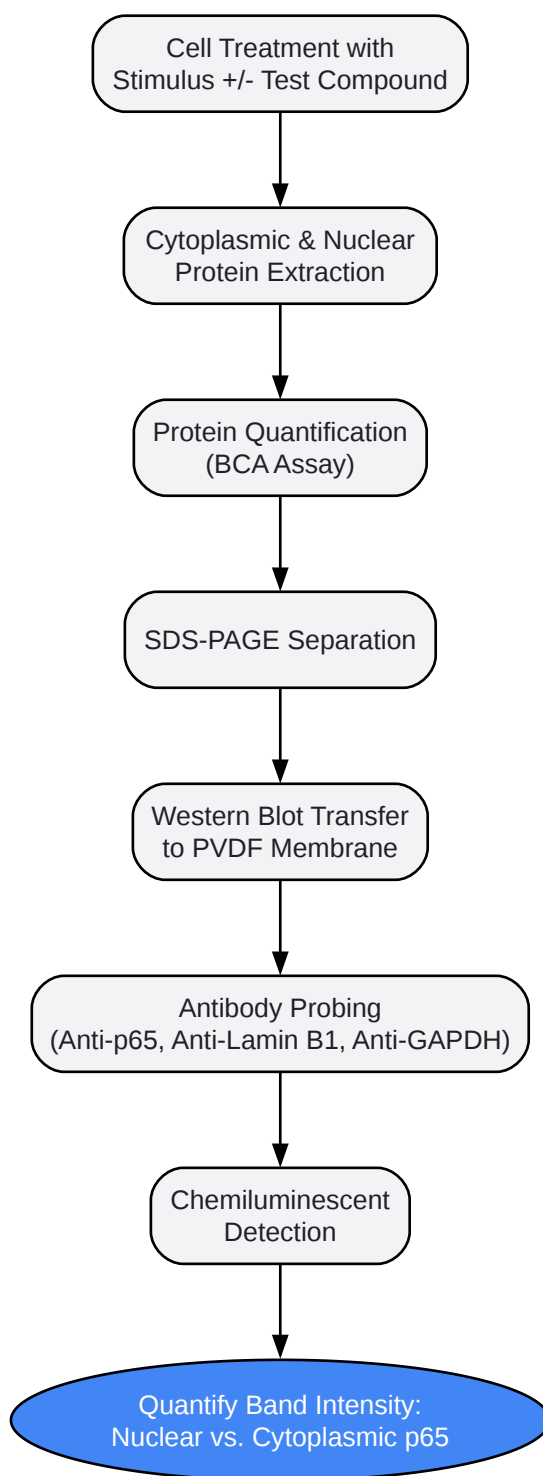 Cell Treatment with
Stimulus +/- Test Compound
Cytoplasmic & Nuclear
Protein Extraction
Protein Quantification
(BCA Assay)
SDS-PAGE Separation
Western Blot Transfer
to PVDF Membrane
Antibody Probing
(Anti-p65, Anti-Lamin B1, Anti-GAPDH)
Chemiluminescent
Detection
Quantify Band Intensity:
Nuclear vs. Cytoplasmic p65